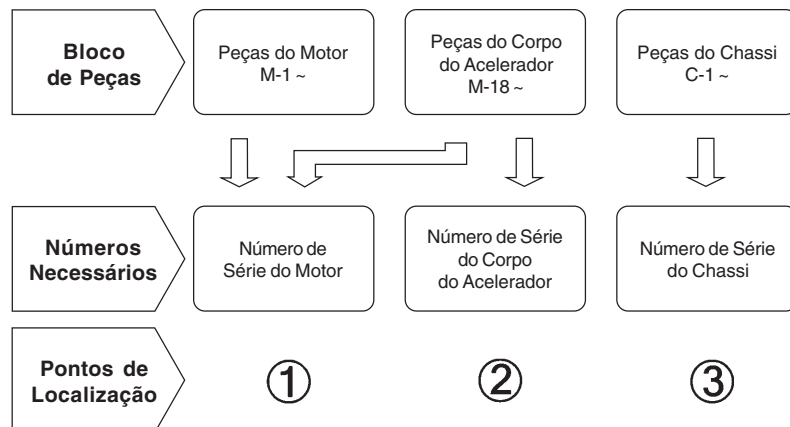 Bloco
de Peças
Peças do Motor
M-1 ~
Peças do Corpo
do Acelerador
M-18 ~
Peças do Chassi
C-1 ~
Números
Necessários
Número de
Série do Motor
Número de Série
do Corpo
do Acelerador
Número de Série
do Chassi
Pontos de
Localização
①
②
③